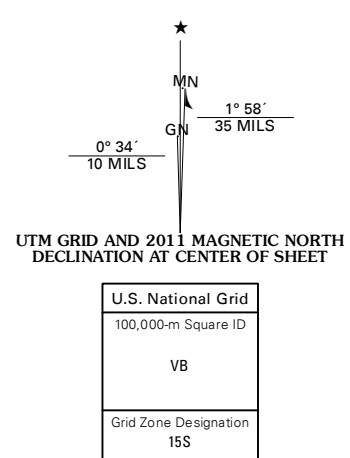 ★
MN
1° 58´
35 MILS
GN
0° 34´
10 MILS
UTM GRID AND 2011 MAGNETIC NORTH
DECLINATION AT CENTER OF SHEET
U.S. National Grid
100,000-m Square ID
VB
Grid Zone Designation
15S